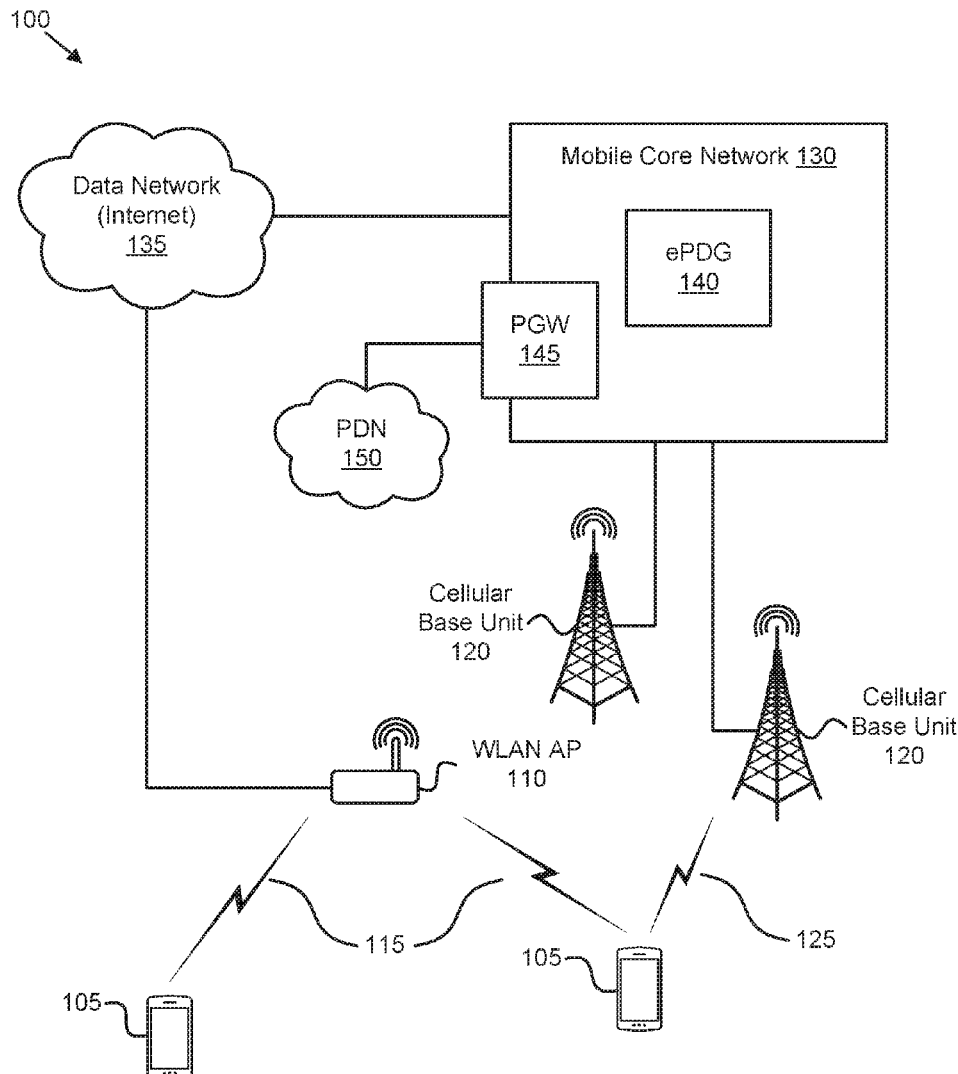 100
Data Network
(Internet)
135
Mobile Core Network 130
ePDG
140
PGW
145
PDN
150
Cellular
Base Unit
120
Cellular
Base Unit
120
WLAN AP
110
115
125
105
105